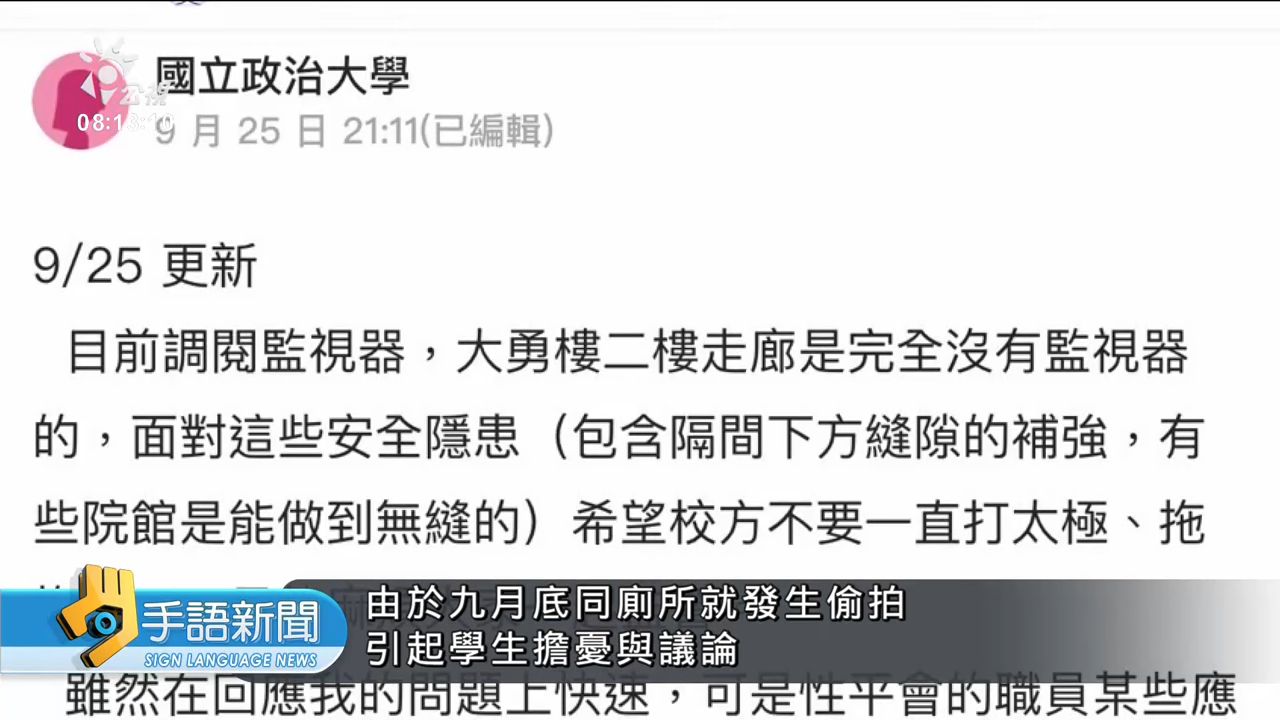 國立政治大學
公視
08:13:10
9 月 25 日 21:11(已編輯)
9/25 更新
目前調閱監視器，大勇樓二樓走廊是完全沒有監視器
的，面對這些安全隱患（包含隔間下方縫隙的補強，有
些院館是能做到無縫的）希望校方不要一直打太極、拖
手語新聞
SIGN LANGUAGE NEWS
由於九月底同廁所就發生偷拍
引起學生擔憂與議論
雖然在回應我的問題上快速，可是性平會的職員某些應